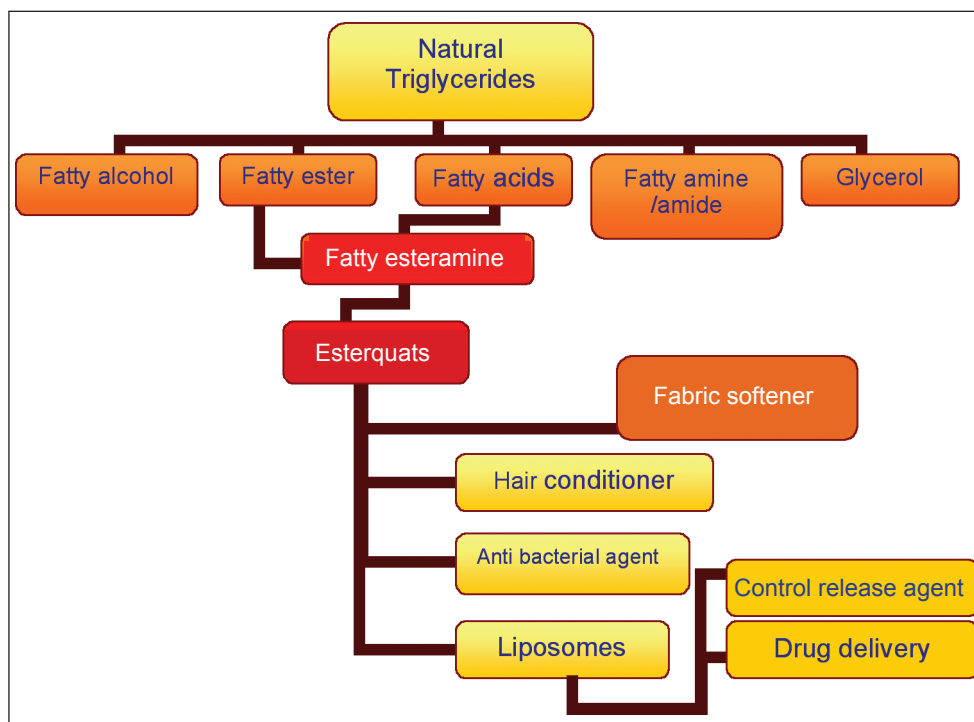 Natural
Triglycerides
Fatty alcohol
Fatty ester
Fatty acids
Fatty amine
/amide
Glycerol
Fatty esteramine
Esterquats
Fabric softener
Hair conditioner
Anti bacterial agent
Control release agent
Liposomes
Drug delivery